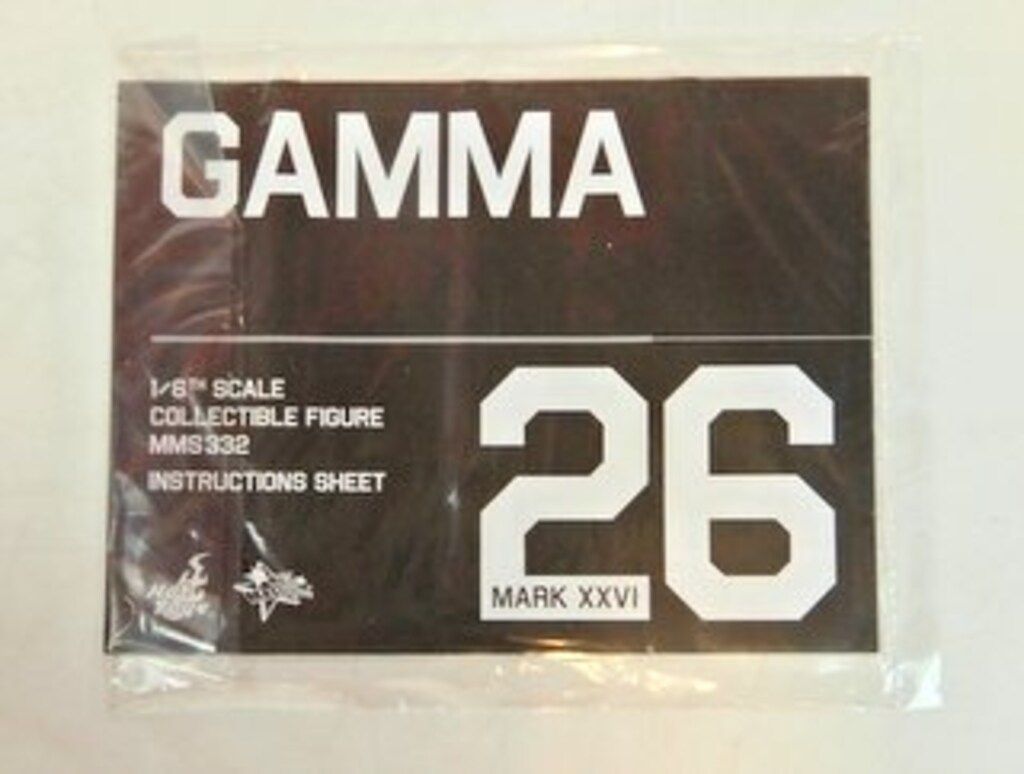 GAMMA
1/6TH SCALE
COLLECTIBLE FIGURE
MMS332
INSTRUCTIONS SHEET
26
MARK XXVI